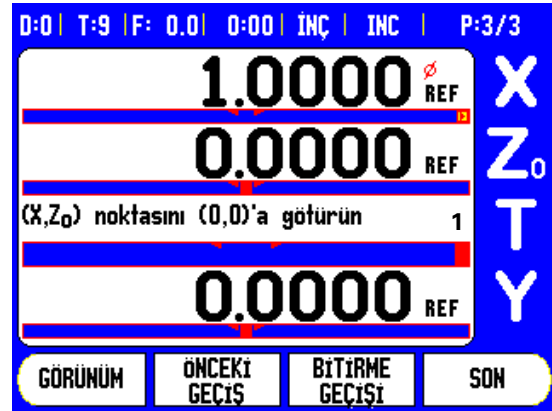 D:0 | T:9 | F: 0.0 | 0:00 | İNÇ | INC | P:3/3
1.0000 Ø REF X
0.0000 REF Z0
(X,Z0) noktasını (0,0)'a götürün 1 T
0.0000 REF Y
GÖRÜNÜM
ÖNCEKİ GEÇİŞ
BİTİRME GEÇİŞİ
SON